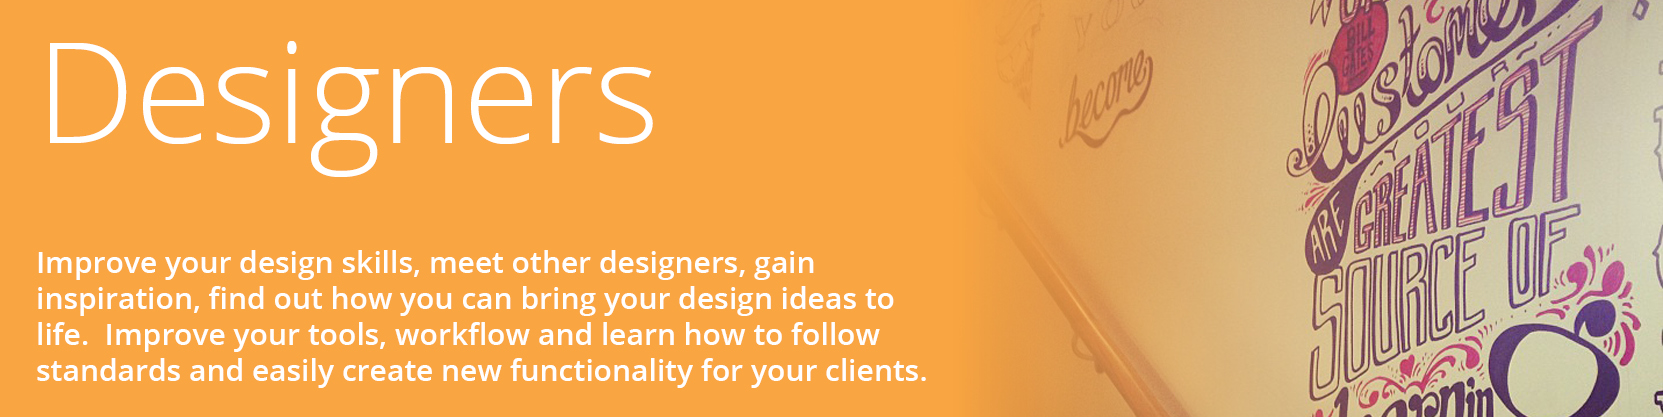 Designers
Improve your design skills, meet other designers, gain
inspiration, find out how you can bring your design ideas to
life.  Improve your tools, workflow and learn how to follow
standards and easily create new functionality for your clients.
become
BILL
GATES
Customers
ARE
GREATEST
SOURCE OF